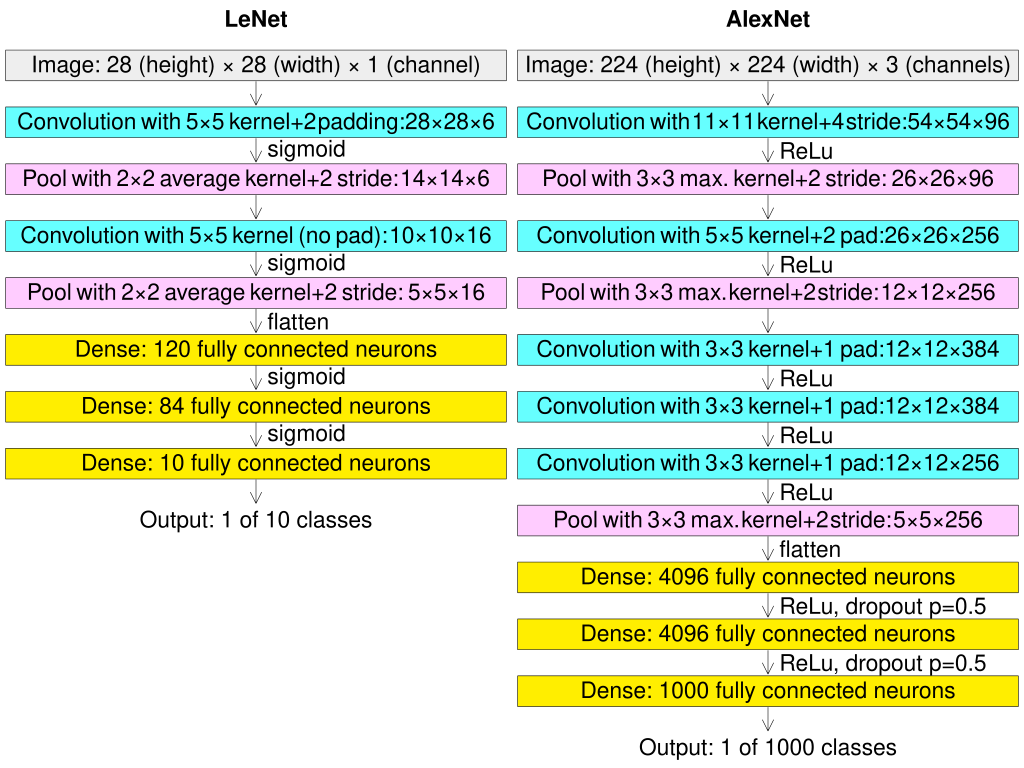 LeNet
Image: 28 (height) × 28 (width) × 1 (channel)
Convolution with 5×5 kernel+2padding:28×28×6
sigmoid
Pool with 2×2 average kernel+2 stride:14×14×6
Convolution with 5×5 kernel (no pad):10×10×16
sigmoid
Pool with 2×2 average kernel+2 stride: 5×5×16
flatten
Dense: 120 fully connected neurons
sigmoid
Dense: 84 fully connected neurons
sigmoid
Dense: 10 fully connected neurons
Output: 1 of 10 classes
AlexNet
Image: 224 (height) × 224 (width) × 3 (channels)
Convolution with 11×11 kernel+4 stride:54×54×96
ReLu
Pool with 3×3 max. kernel+2 stride: 26×26×96
Convolution with 5×5 kernel+2 pad:26×26×256
ReLu
Pool with 3×3 max.kernel+2stride:12×12×256
Convolution with 3×3 kernel+1 pad:12×12×384
ReLu
Convolution with 3×3 kernel+1 pad:12×12×384
ReLu
Convolution with 3×3 kernel+1 pad:12×12×256
ReLu
Pool with 3×3 max.kernel+2stride:5×5×256
flatten
Dense: 4096 fully connected neurons
ReLu, dropout p=0.5
Dense: 4096 fully connected neurons
ReLu, dropout p=0.5
Dense: 1000 fully connected neurons
Output: 1 of 1000 classes